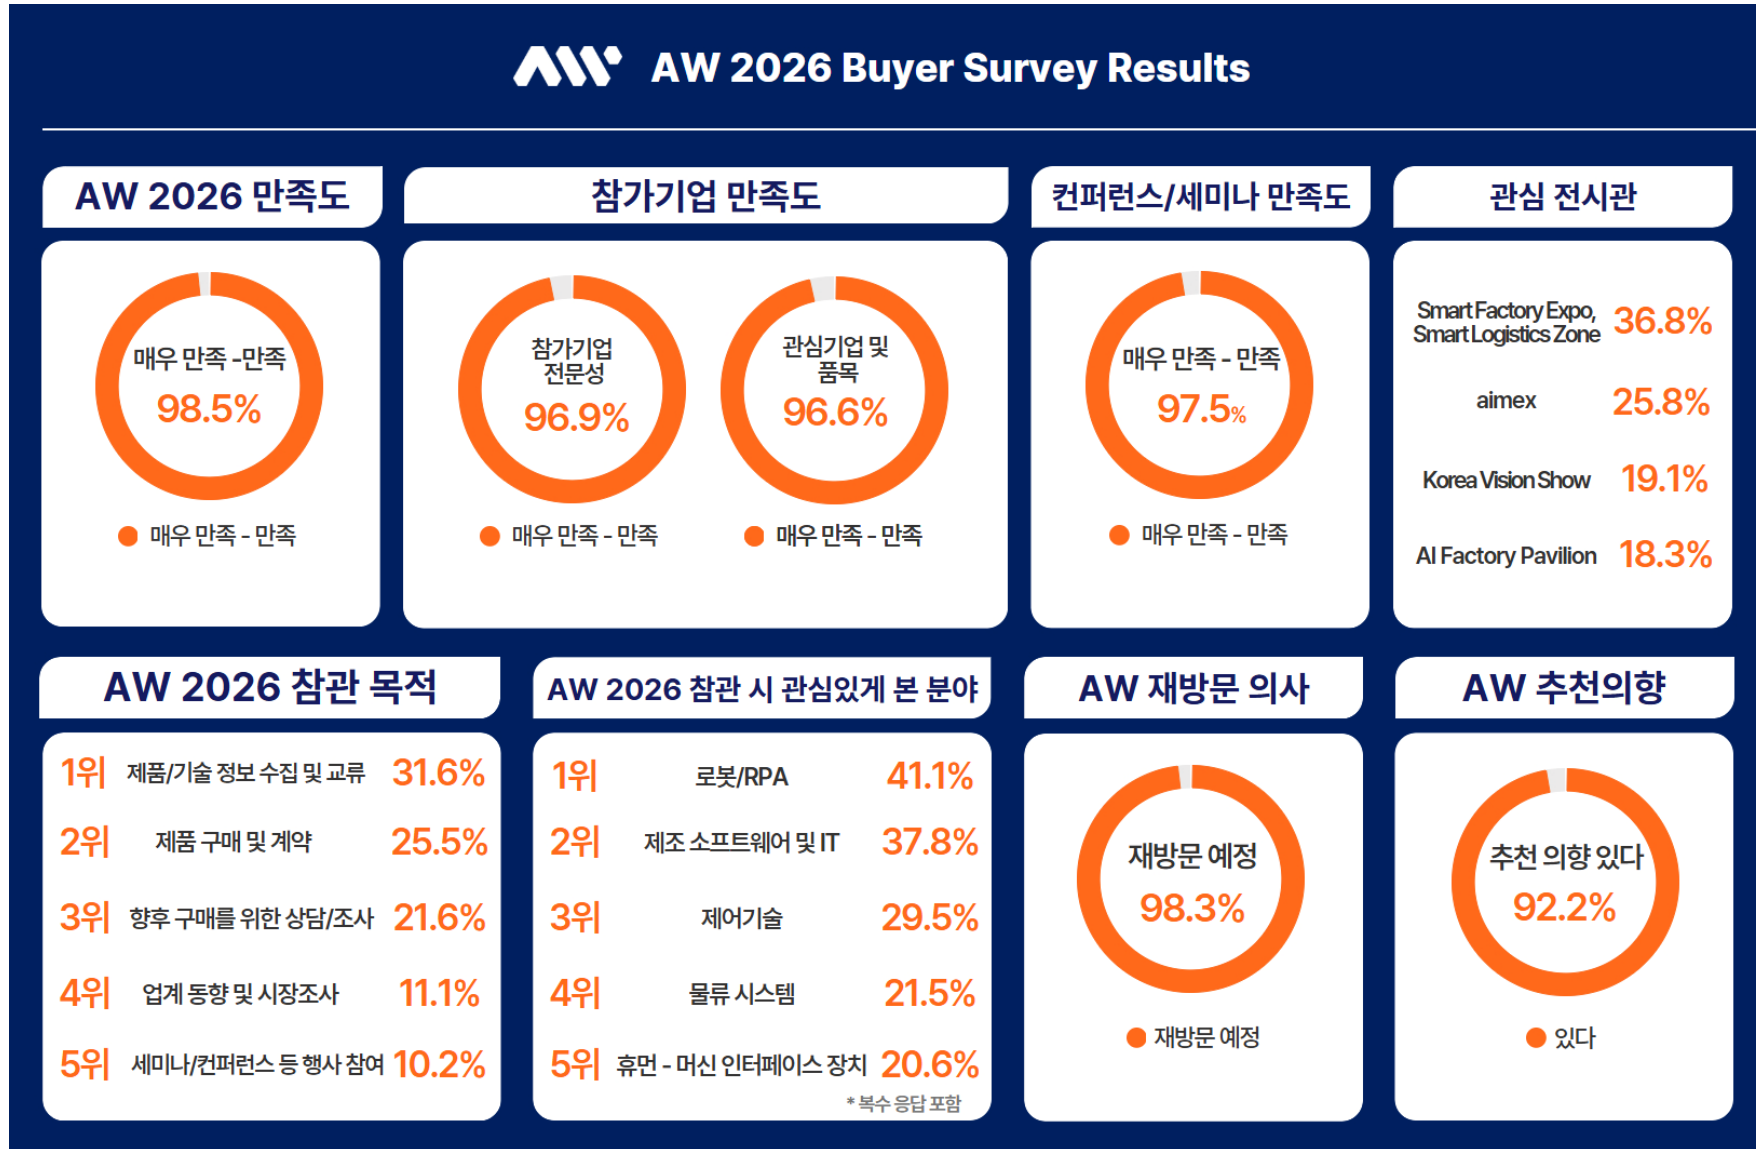 AW 2026 Buyer Survey Results
AW 2026 만족도
매우 만족 -만족
98.5%
매우 만족 - 만족
참가기업 만족도
참가기업
전문성
96.9%
매우 만족 - 만족
관심기업 및
품목
96.6%
매우 만족 - 만족
컨퍼런스/세미나 만족도
매우 만족 - 만족
97.5%
매우 만족 - 만족
관심 전시관
Smart Factory Expo,
Smart Logistics Zone
36.8%
aimex 25.8%
Korea Vision Show 19.1%
AI Factory Pavilion 18.3%
AW 2026 참관 목적
1위 제품/기술 정보 수집 및 교류 31.6%
2위 제품 구매 및 계약 25.5%
3위 향후 구매를 위한 상담/조사 21.6%
4위 업계 동향 및 시장조사 11.1%
5위 세미나/컨퍼런스 등 행사 참여 10.2%
AW 2026 참관 시 관심있게 본 분야
1위 로봇/RPA 41.1%
2위 제조 소프트웨어 및 IT 37.8%
3위 제어기술 29.5%
4위 물류 시스템 21.5%
5위 휴먼 - 머신 인터페이스 장치 20.6%
* 복수 응답 포함
AW 재방문 의사
재방문 예정
98.3%
재방문 예정
AW 추천의향
추천 의향 있다
92.2%
있다